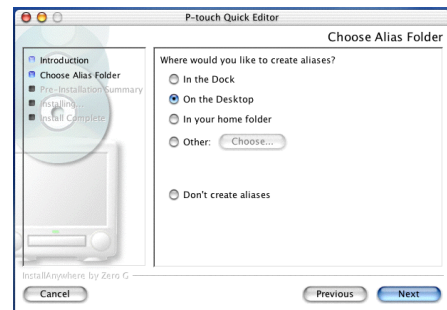 P-touch Quick Editor
Choose Alias Folder
Introduction
Choose Alias Folder
Pre-Installation Summary
Installing...
Install Complete
Where would you like to create aliases?
In the Dock
On the Desktop
In your home folder
Other: Choose...
Don't create aliases
InstallAnywhere by Zero G
Cancel Previous Next